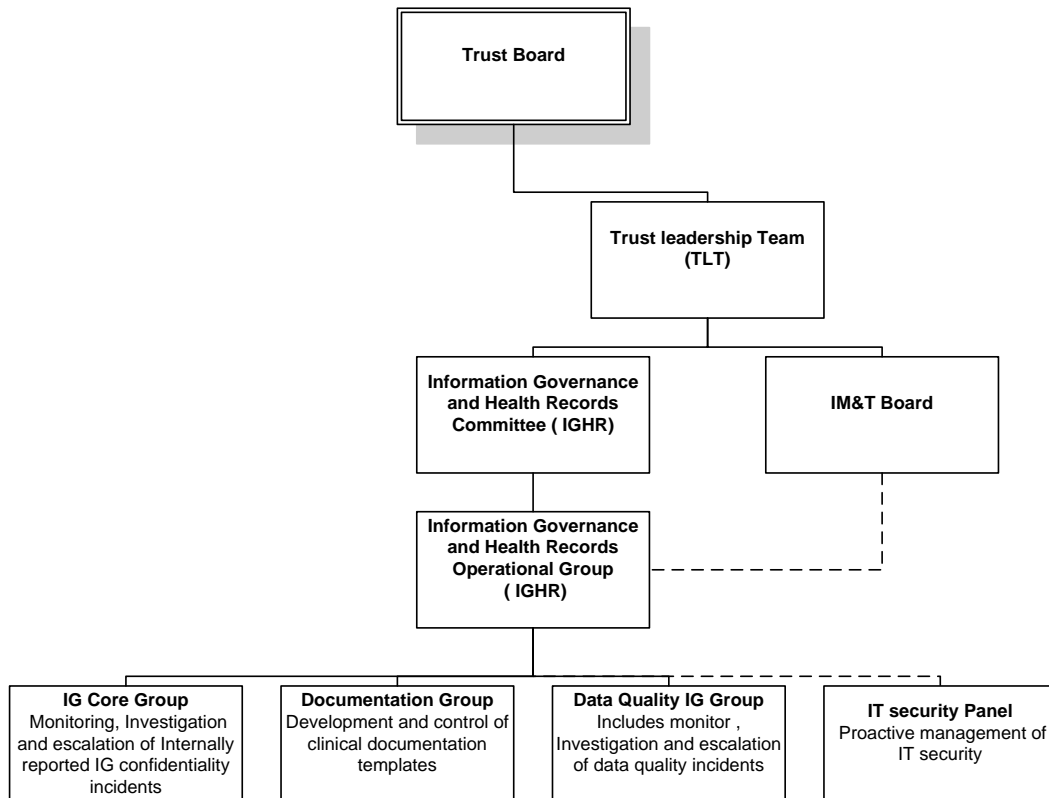 Trust Board
Trust leadership Team
(TLT)
Information Governance
and Health Records
Committee ( IGHR)
IM&T Board
Information Governance
and Health Records
Operational Group
( IGHR)
IG Core Group
Monitoring, Investigation
and escalation of Internally
reported IG confidentiality
incidents
Documentation Group
Development and control of
clinical documentation
templates
Data Quality IG Group
Includes monitor ,
Investigation and escalation
of data quality incidents
IT security Panel
Proactive management of
IT security